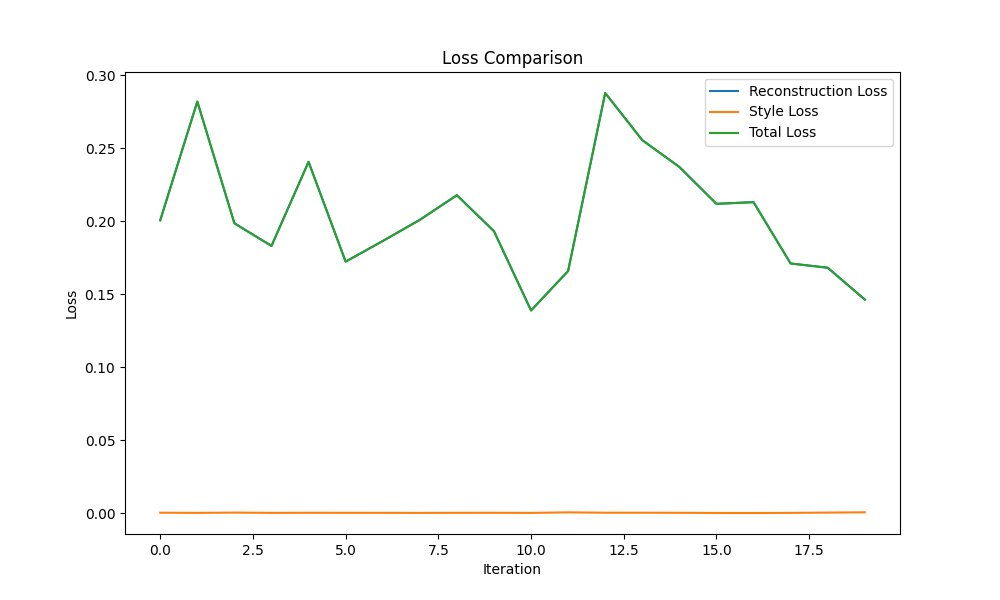 Loss Comparison
0.30
0.25
0.20
0.15
0.10
0.05
0.00
Loss
Reconstruction Loss
Style Loss
Total Loss
0.0 2.5 5.0 7.5 10.0 12.5 15.0 17.5
Iteration